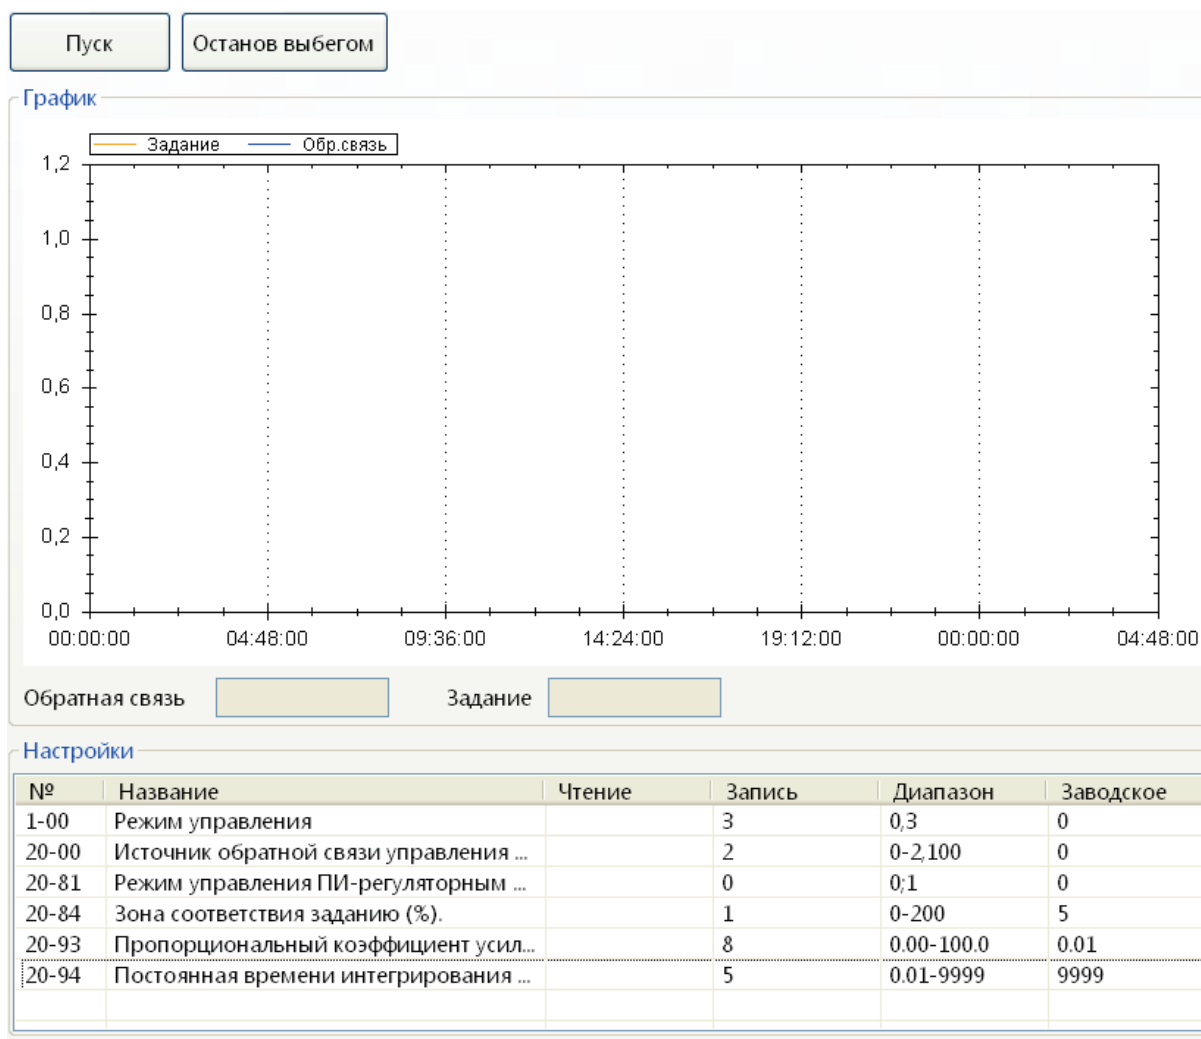 Пуск Останов выбегом
График
Задание Обр.связь
1,2
1,0
0,8
0,6
0,4
0,2
0,0
00:00:00 04:48:00 09:36:00 14:24:00 19:12:00 00:00:00 04:48:00
Обратная связь Задание
Настройки
№ Название Чтение Запись Диапазон Заводское
1-00 Режим управления 3 0,3 0
20-00 Источник обратной связи управления ... 2 0-2,100 0
20-81 Режим управления ПИ-регуляторным ... 0 0;1 0
20-84 Зона соответствия заданию (%). 1 0-200 5
20-93 Пропорциональный коэффициент усил... 8 0.00-100.0 0.01
20-94 Постоянная времени интегрирования ... 5 0.01-9999 9999